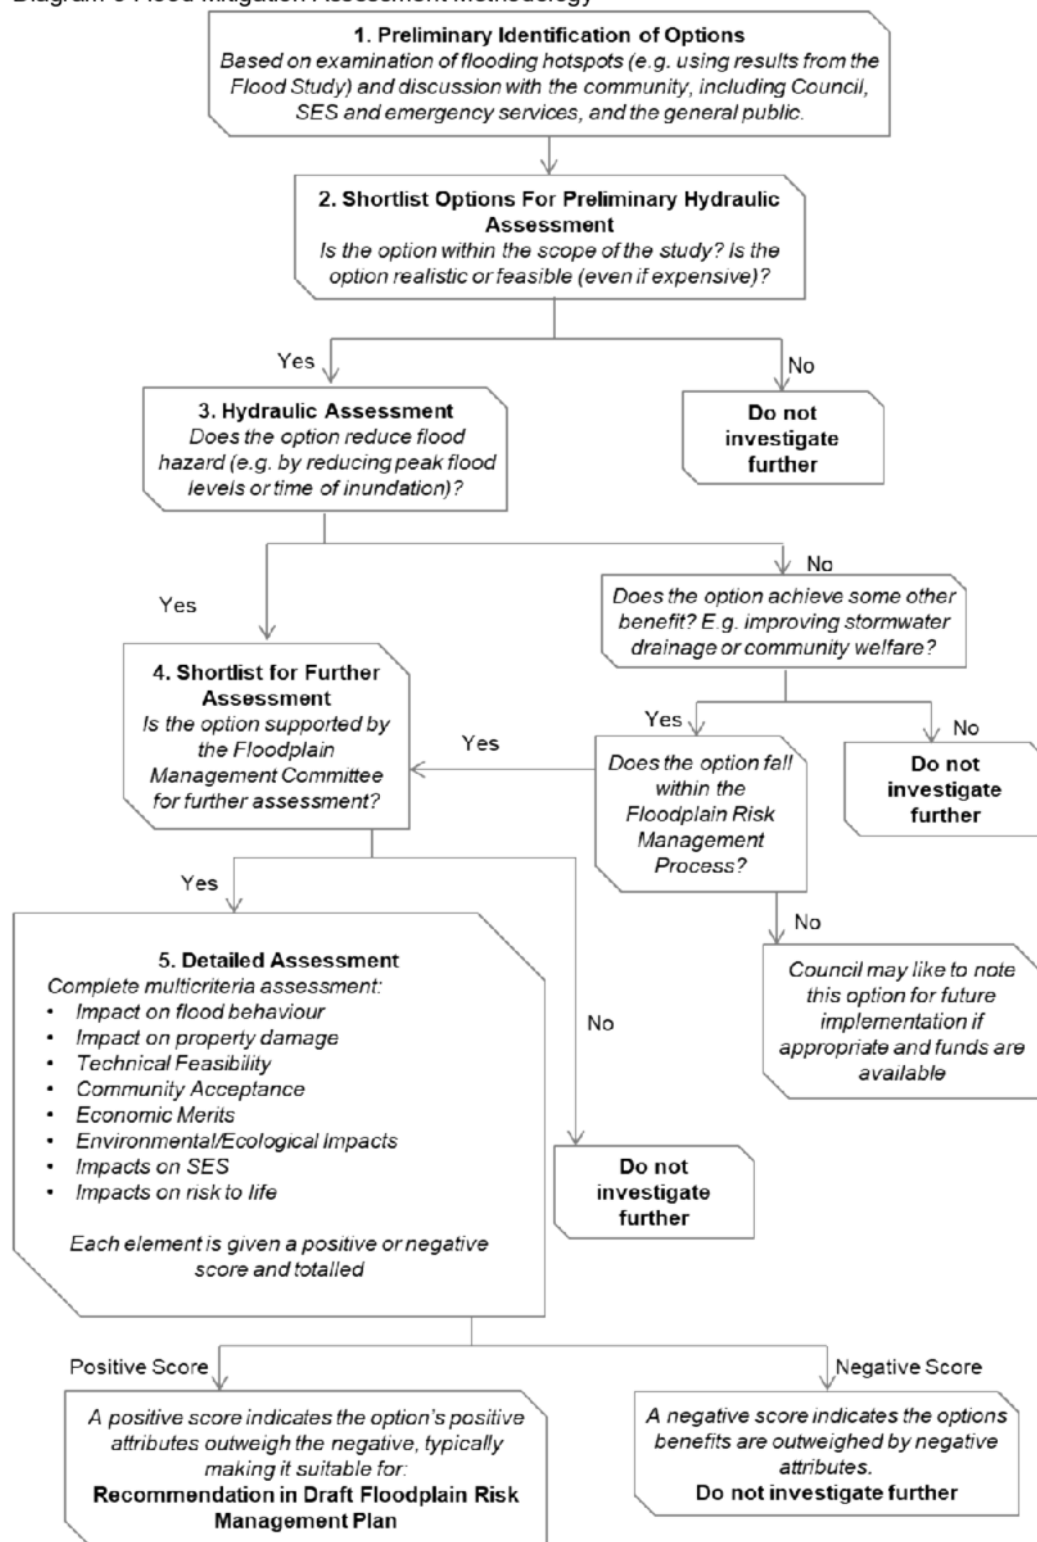 Diagram 3 Flood Mitigation Assessment Methodology
1. Preliminary Identification of Options
Based on examination of flooding hotspots (e.g. using results from the
Flood Study) and discussion with the community, including Council,
SES and emergency services, and the general public.
2. Shortlist Options For Preliminary Hydraulic
Assessment
Is the option within the scope of the study? Is the
option realistic or feasible (even if expensive)?
Yes
No
3. Hydraulic Assessment
Does the option reduce flood
hazard (e.g. by reducing peak flood
levels or time of inundation)?
Do not
investigate
further
Yes
No
Does the option achieve some other
benefit? E.g. improving stormwater
drainage or community welfare?
4. Shortlist for Further
Assessment
Is the option supported by
the Floodplain
Management Committee
for further assessment?
Yes
Yes
No
Does the option fall
within the
Floodplain Risk
Management
Process?
Do not
investigate
further
Yes
No
No
5. Detailed Assessment
Complete multicriteria assessment:
• Impact on flood behaviour
• Impact on property damage
• Technical Feasibility
• Community Acceptance
• Economic Merits
• Environmental/Ecological Impacts
• Impacts on SES
• Impacts on risk to life
Each element is given a positive or negative
score and totalled
Council may like to note
this option for future
implementation if
appropriate and funds are
available
Do not
investigate
further
Positive Score
Negative Score
A positive score indicates the option's positive
attributes outweigh the negative, typically
making it suitable for:
Recommendation in Draft Floodplain Risk
Management Plan
A negative score indicates the options
benefits are outweighed by negative
attributes.
Do not investigate further